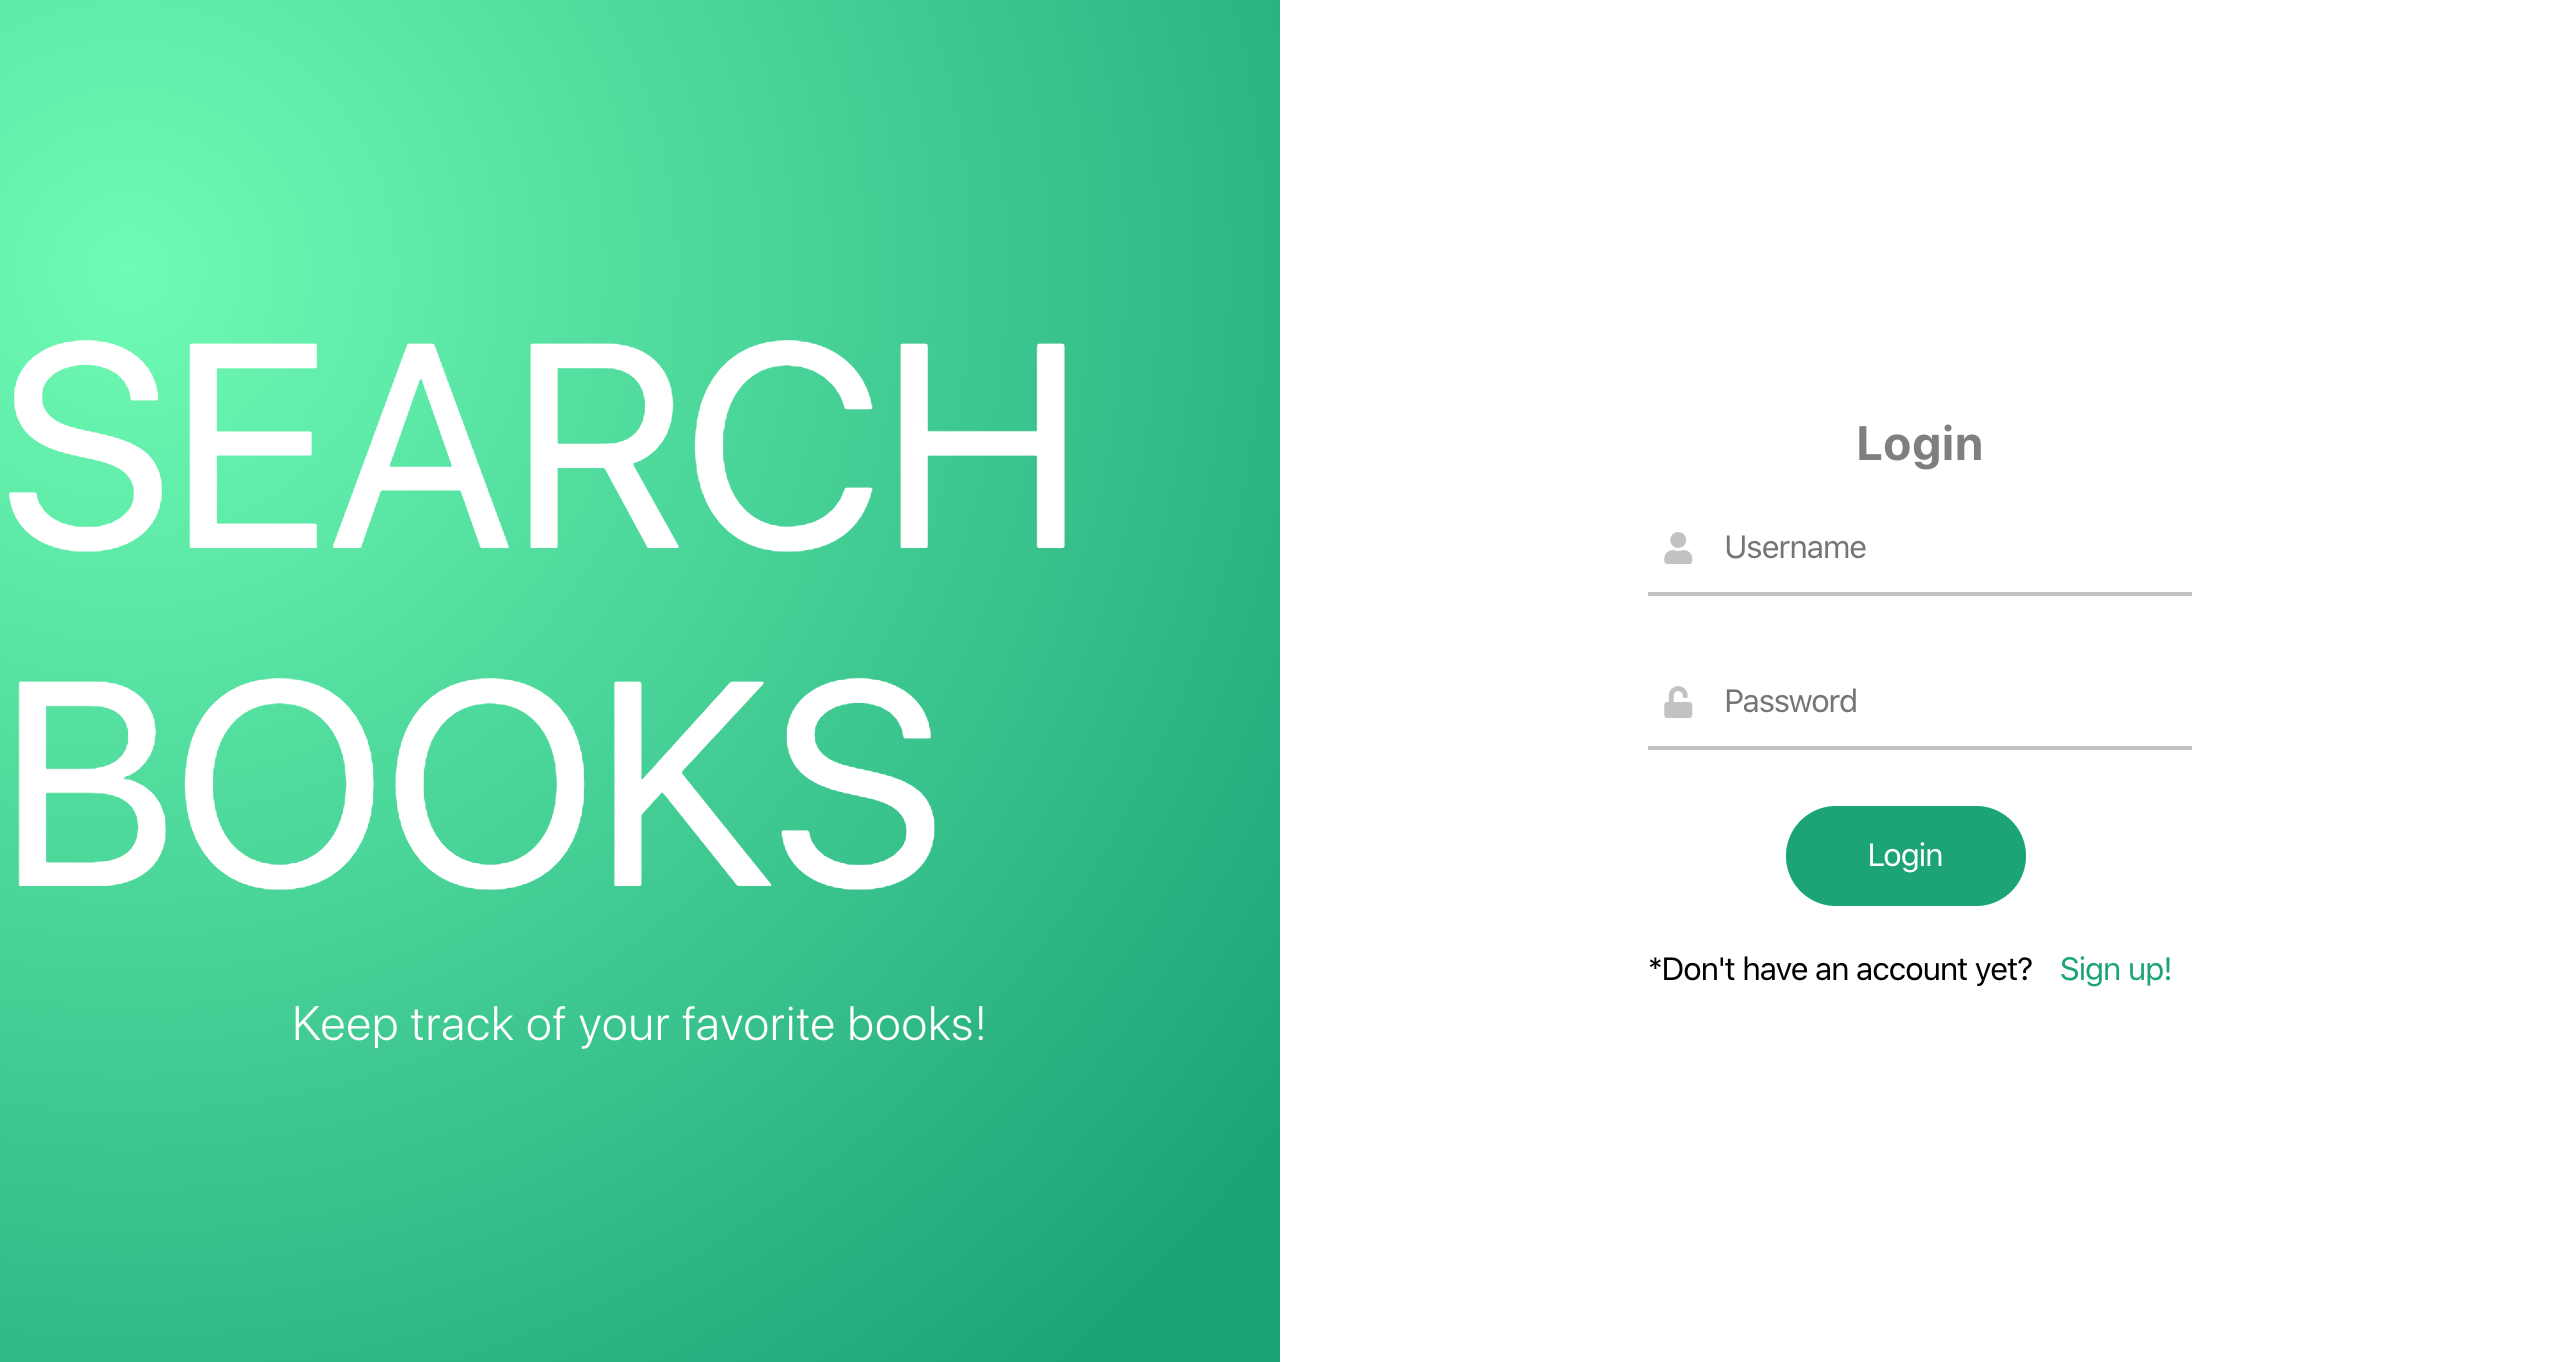 SEARCH
BOOKS
Keep track of your favorite books!
Login
Username
Password
Login
*Don't have an account yet? Sign up!